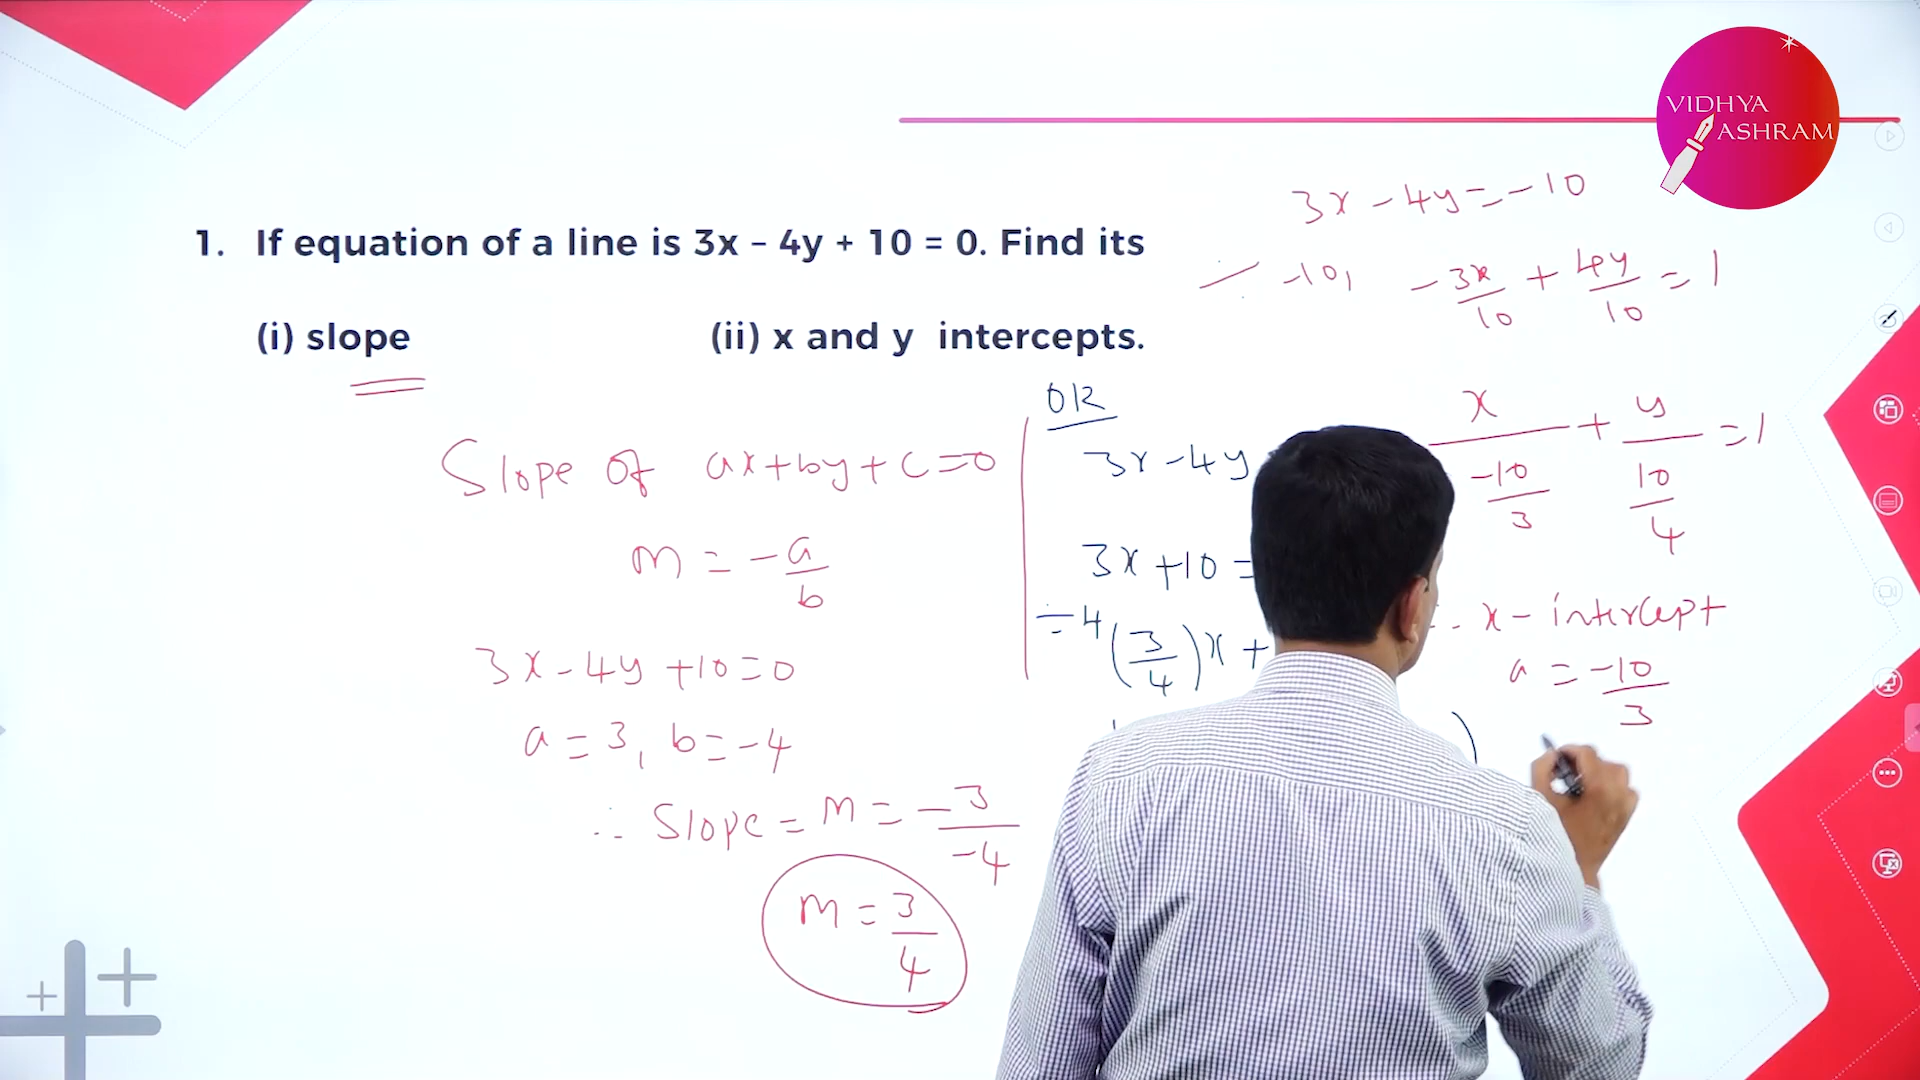 VIDHYA
ASHRAM
1. If equation of a line is 3x – 4y + 10 = 0. Find its
(i) slope (ii) x and y intercepts.
Slope of ax+by+c=0
m = -a/b
3x-4y+10=0
a=3, b=-4
∴ Slope = m = -3/-4
m = 3/4
OR
3x-4y
3x+10=
÷4
(3/4)x+
3x-4y=-10
÷ -10, -3x/10 + 4y/10 = 1
x/(-10/3) + y/(10/4) = 1
∴ x-intercept
a = -10/3